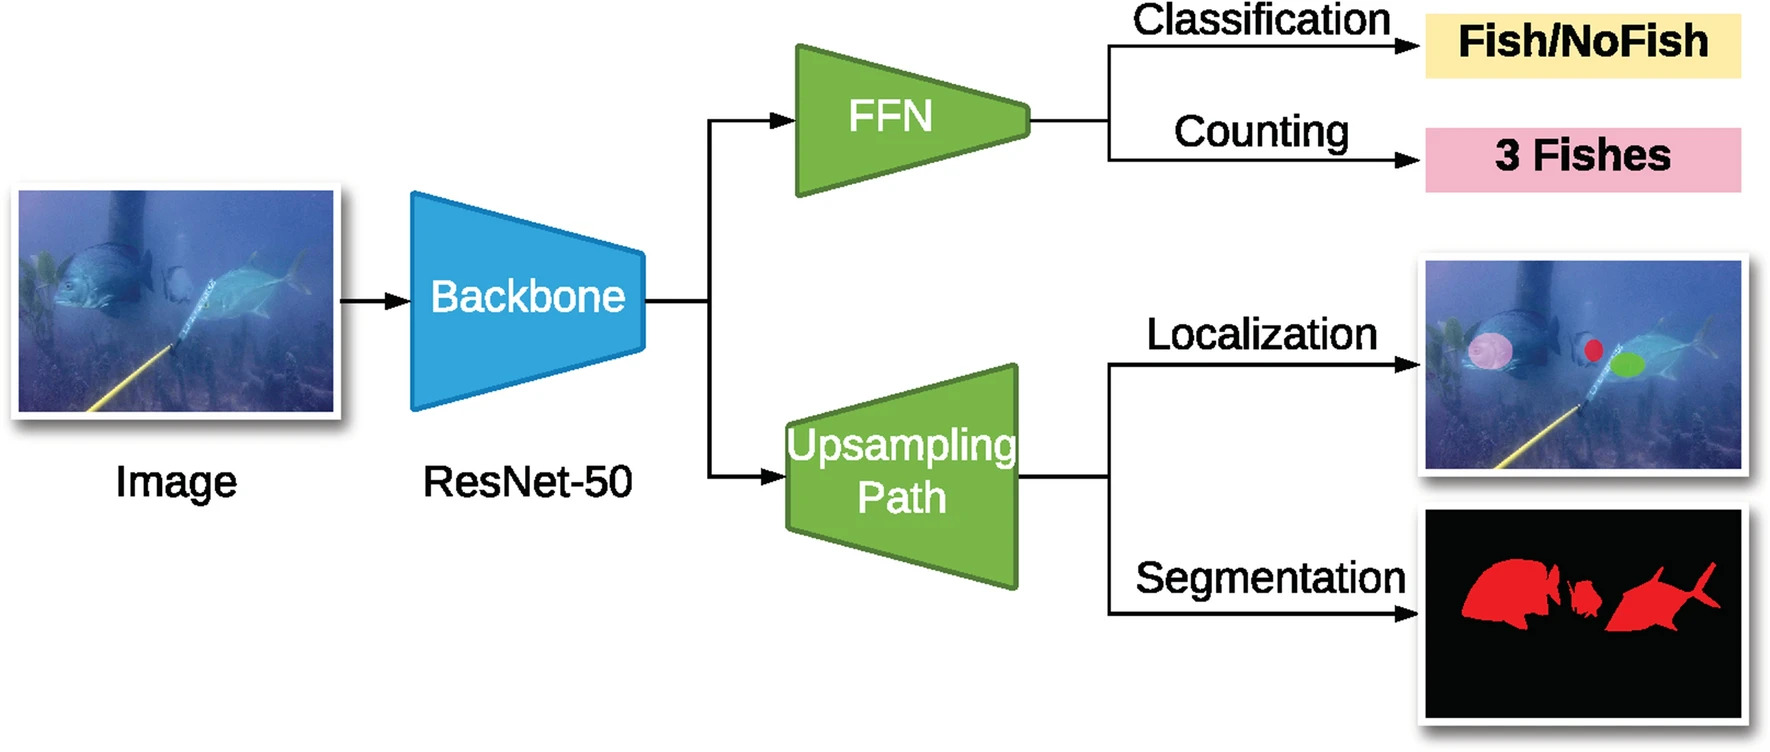 Classification
Fish/NoFish
FFN
Counting
3 Fishes
Backbone
Localization
Upsampling
Path
Image
ResNet-50
Segmentation